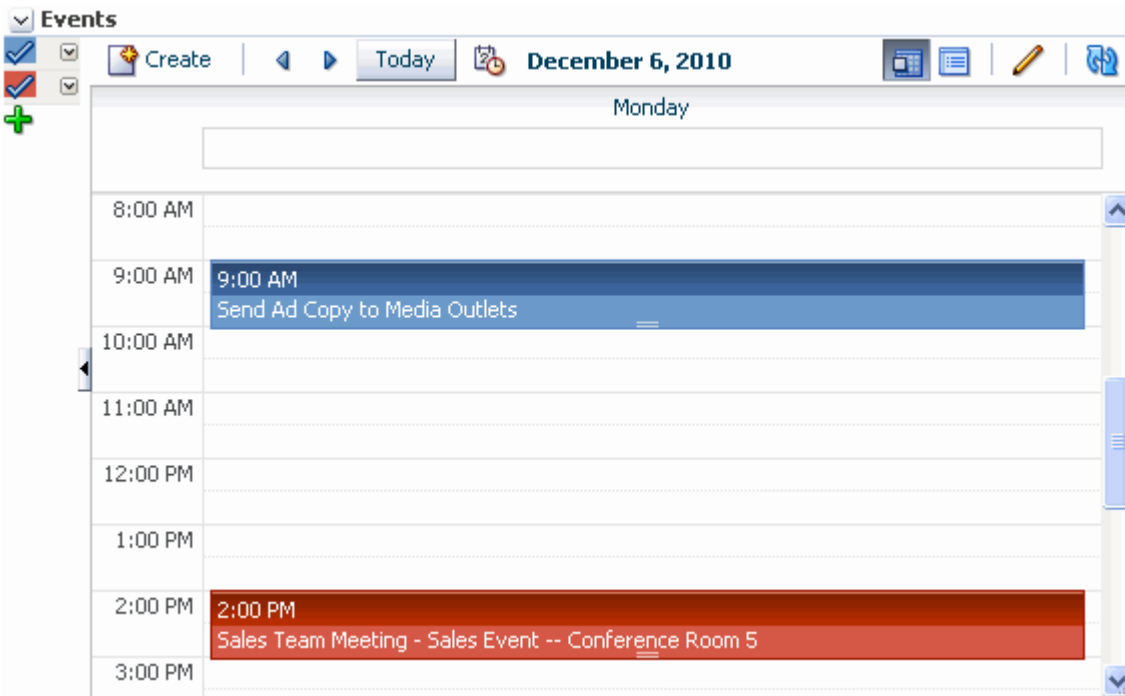 Events
Create Today December 6, 2010
Monday
8:00 AM
9:00 AM 9:00 AM
Send Ad Copy to Media Outlets
10:00 AM
11:00 AM
12:00 PM
1:00 PM
2:00 PM 2:00 PM
Sales Team Meeting - Sales Event -- Conference Room 5
3:00 PM